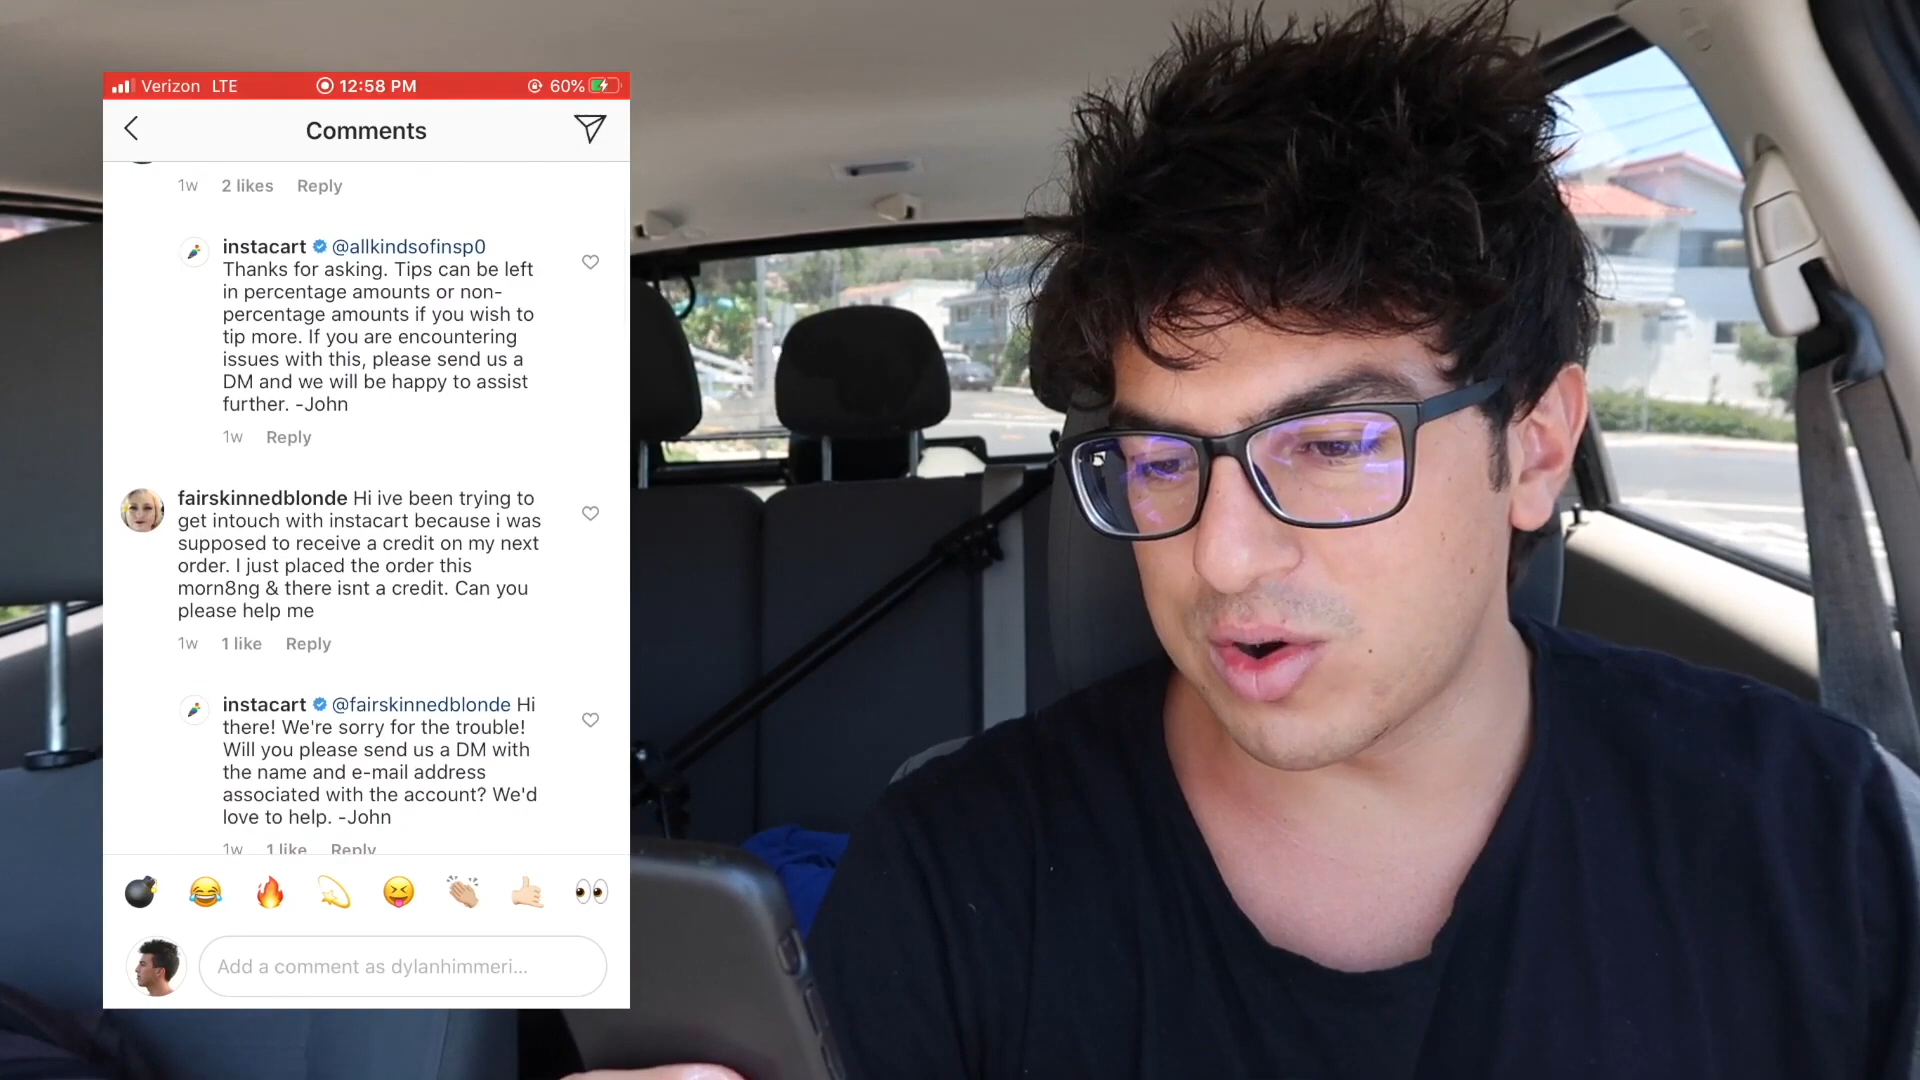 Verizon LTE 12:58 PM 60%
Comments
1w 2 likes Reply
instacart @allkindsofinsp0
Thanks for asking. Tips can be left
in percentage amounts or non-
percentage amounts if you wish to
tip more. If you are encountering
issues with this, please send us a
DM and we will be happy to assist
further. -John
1w Reply
fairskinnedblonde Hi ive been trying to
get intouch with instacart because i was
supposed to receive a credit on my next
order. I just placed the order this
morn8ng & there isnt a credit. Can you
please help me
1w 1 like Reply
instacart @fairskinnedblonde Hi
there! We're sorry for the trouble!
Will you please send us a DM with
the name and e-mail address
associated with the account? We'd
love to help. -John
1w 1 like Reply
Add a comment as dylanhimmeri...